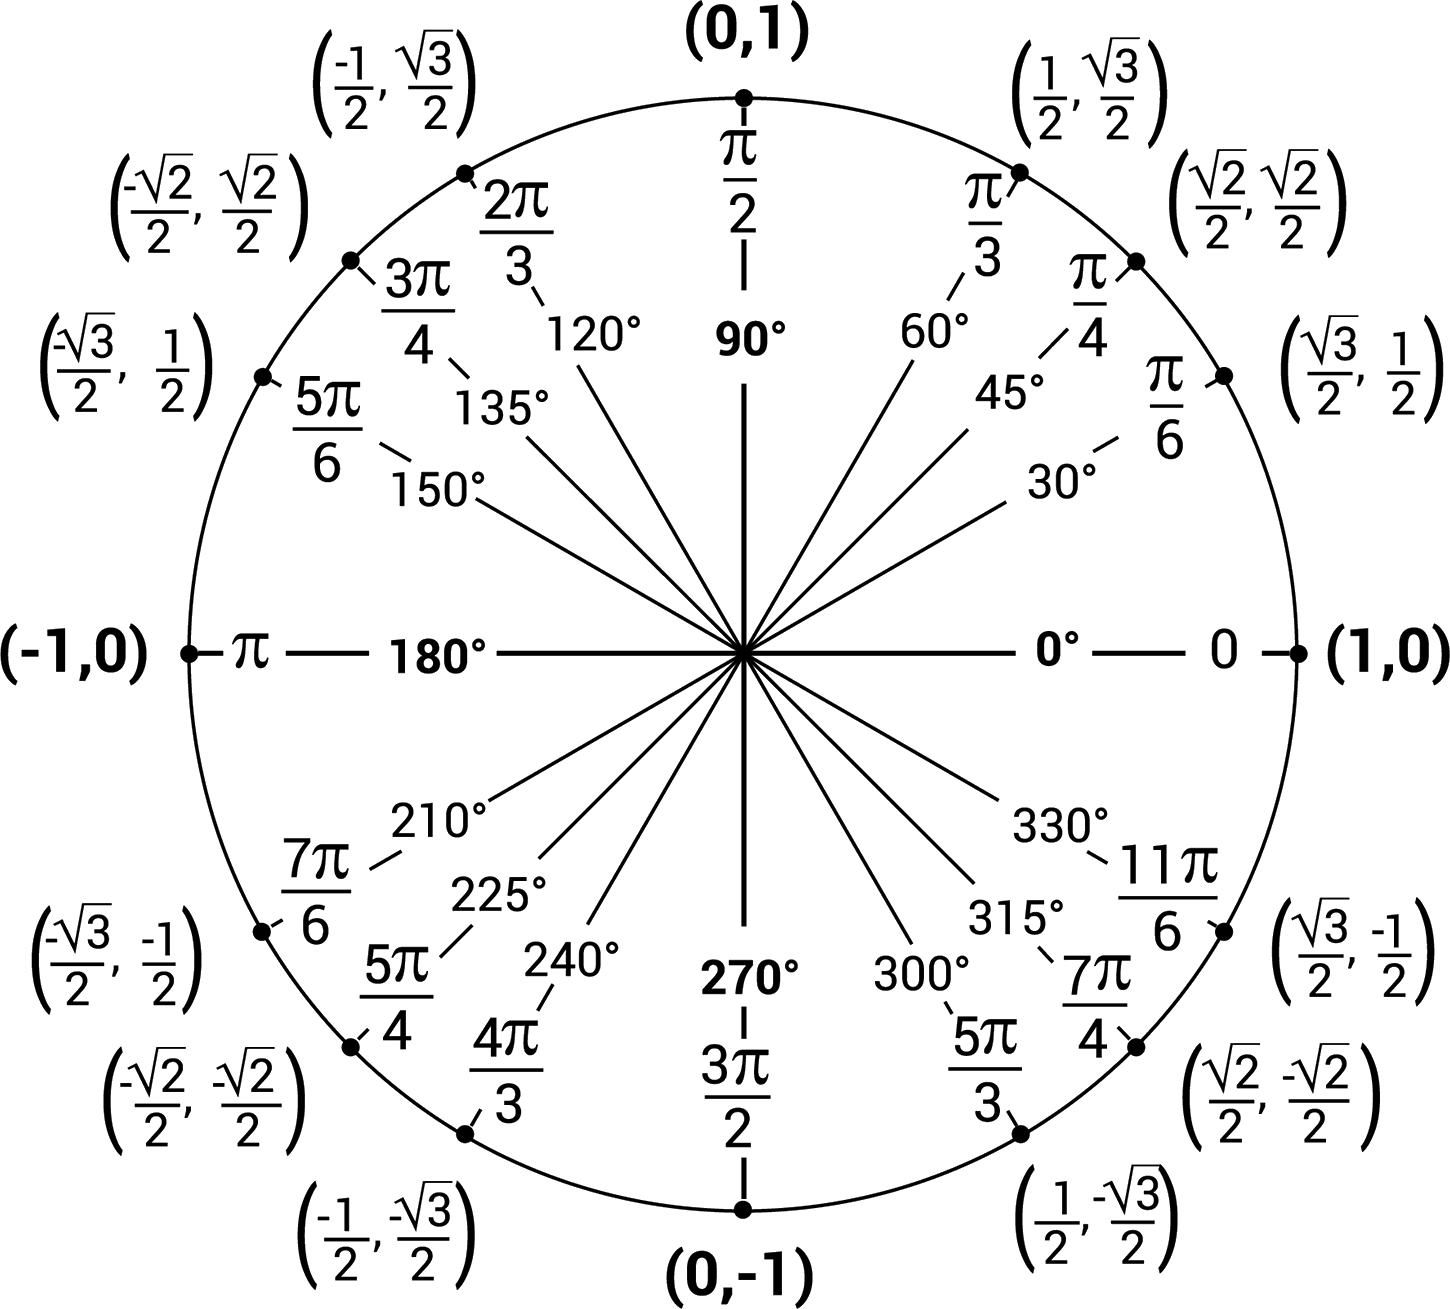 (0,1)
(-1/2, √3/2)
(1/2, √3/2)
(-√2/2, √2/2)
(√2/2, √2/2)
(-√3/2, 1/2)
(√3/2, 1/2)
π/2
2π/3
π/3
3π/4
π/4
5π/6
π/6
120°
90°
60°
135°
45°
150°
30°
(-1,0)
π
180°
0°
0
(1,0)
210°
330°
7π/6
11π/6
225°
315°
5π/4
7π/4
240°
270°
300°
4π/3
3π/2
5π/3
(-√3/2, -1/2)
(√3/2, -1/2)
(-√2/2, -√2/2)
(√2/2, -√2/2)
(-1/2, -√3/2)
(1/2, -√3/2)
(0,-1)